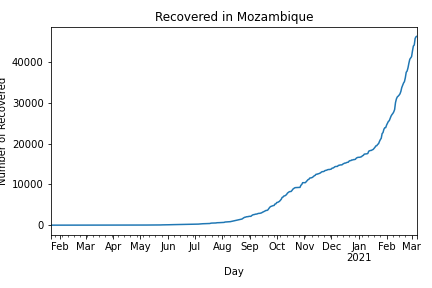 Recovered in Mozambique
Number of Recovered
40000
30000
20000
10000
0
Feb Mar Apr May Jun Jul Aug Sep Oct Nov Dec Jan Feb Mar
2021
Day